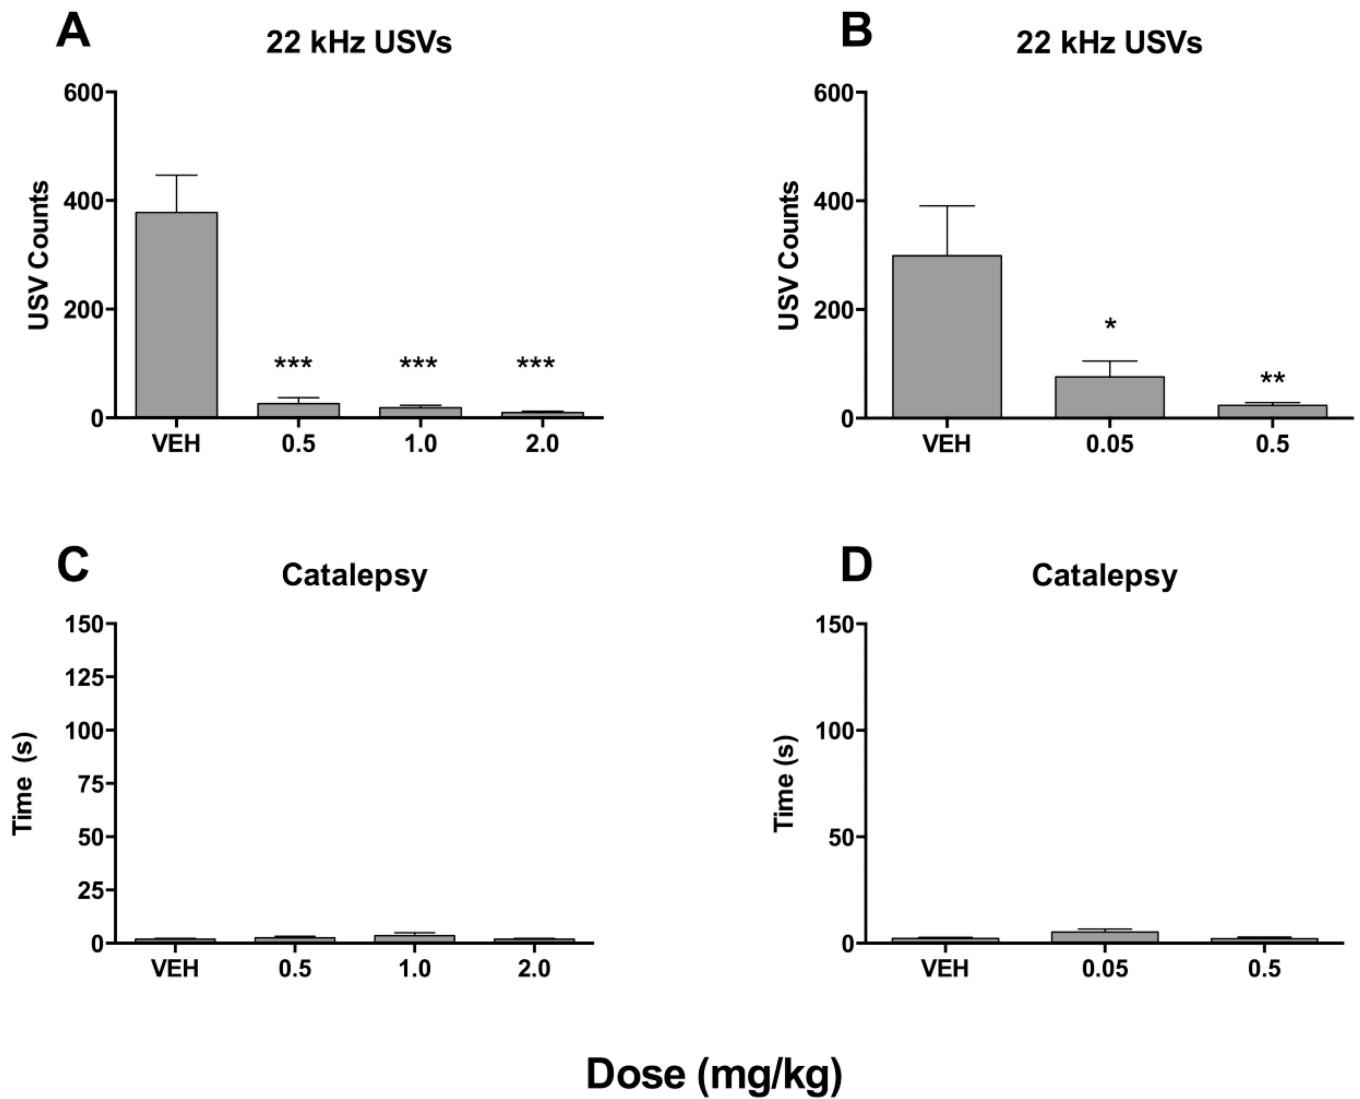 A
22 kHz USVs
600
400
200
0
USV Counts
***
***
***
VEH 0.5 1.0 2.0
B
22 kHz USVs
600
400
200
0
USV Counts
*
**
VEH 0.05 0.5
C
Catalepsy
150
125
100
75
50
25
0
Time (s)
VEH 0.5 1.0 2.0
D
Catalepsy
150
100
50
0
Time (s)
VEH 0.05 0.5
Dose (mg/kg)